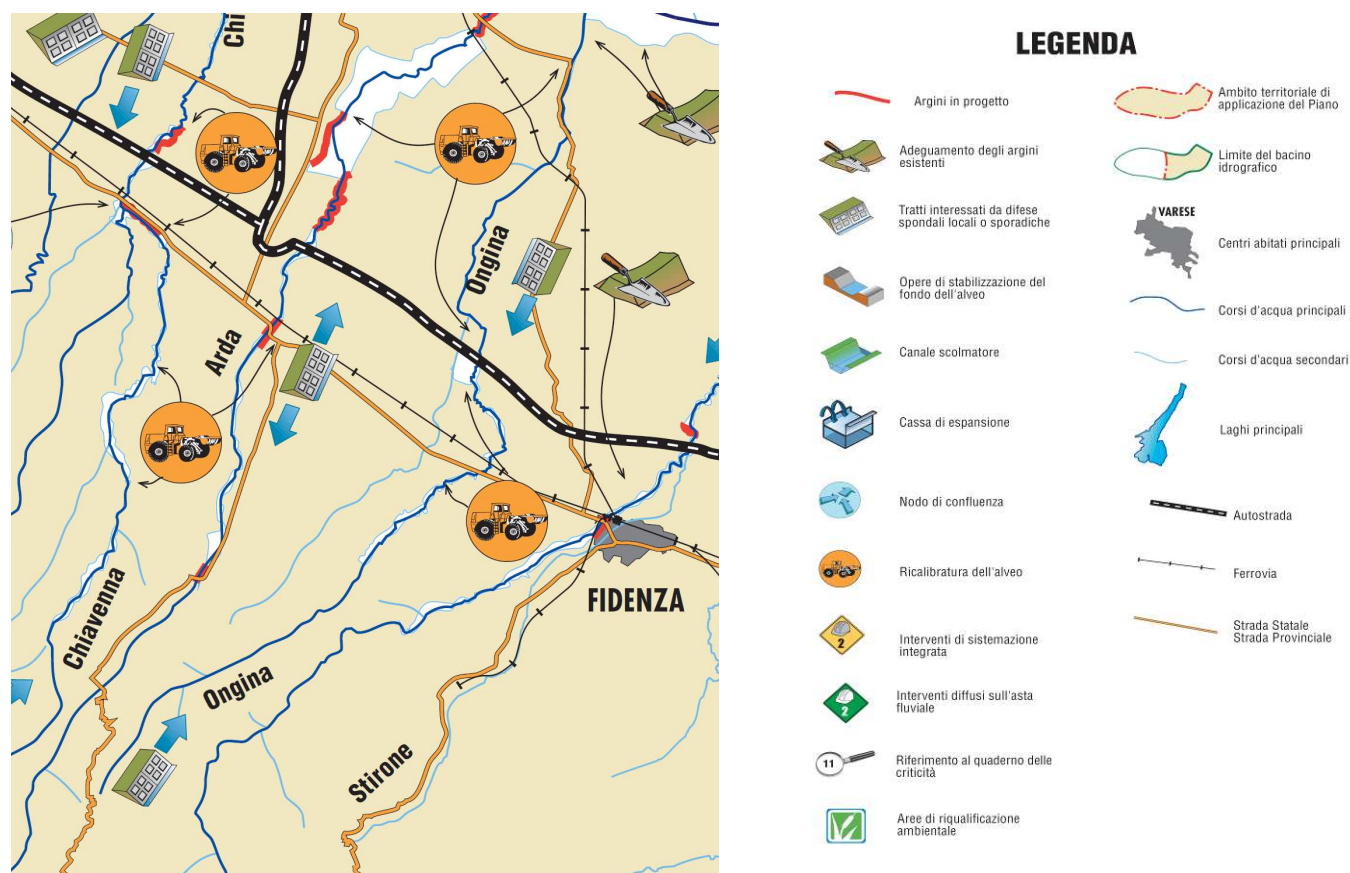 Chi
Ongina
Arda
Chiavenna
FIDENZA
Ongina
Stirone
LEGENDA
Argini in progetto
Adeguamento degli argini
esistenti
Tratti interessati da difese
spondali locali o sporadiche
Opere di stabilizzazione del
fondo dell'alveo
Canale scolmatore
Cassa di espansione
Nodo di confluenza
Ricalibratura dell'alveo
2
Interventi di sistemazione
integrata
2
Interventi diffusi sull'asta
fluviale
11
Riferimento al quaderno delle
criticità
Aree di riqualificazione
ambientale
Ambito territoriale di
applicazione del Piano
Limite del bacino
idrografico
VARESE
Centri abitati principali
Corsi d'acqua principali
Corsi d'acqua secondari
Laghi principali
Autostrada
Ferrovia
Strada Statale
Strada Provinciale